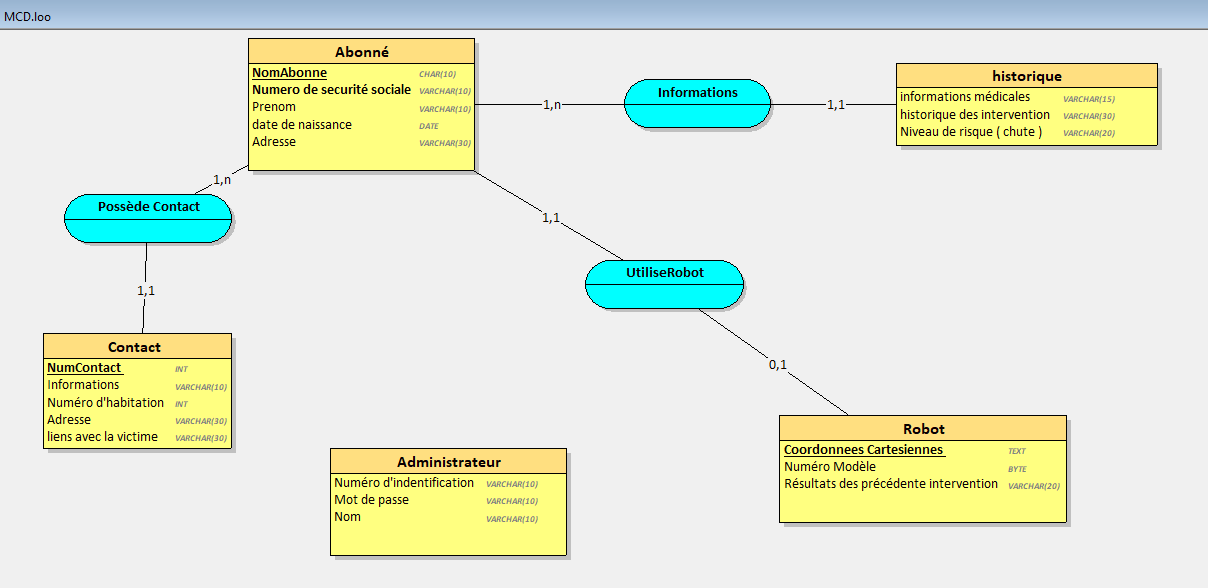 MCD.loo
Abonné
NomAbonne CHAR(10)
Numero de securité sociale VARCHAR(10)
Prenom VARCHAR(10)
date de naissance DATE
Adresse VARCHAR(30)
1,n
Informations
1,1
historique
informations médicales VARCHAR(15)
historique des intervention VARCHAR(30)
Niveau de risque ( chute ) VARCHAR(20)
1,n
Possède Contact
1,1
1,1
UtiliseRobot
0,1
Contact
NumContact INT
Informations VARCHAR(10)
Numéro d'habitation INT
Adresse VARCHAR(30)
liens avec la victime VARCHAR(30)
Administrateur
Numéro d'indentification VARCHAR(10)
Mot de passe VARCHAR(10)
Nom VARCHAR(10)
Robot
Coordonnees Cartesiennes TEXT
Numéro Modèle BYTE
Résultats des précédente intervention VARCHAR(20)